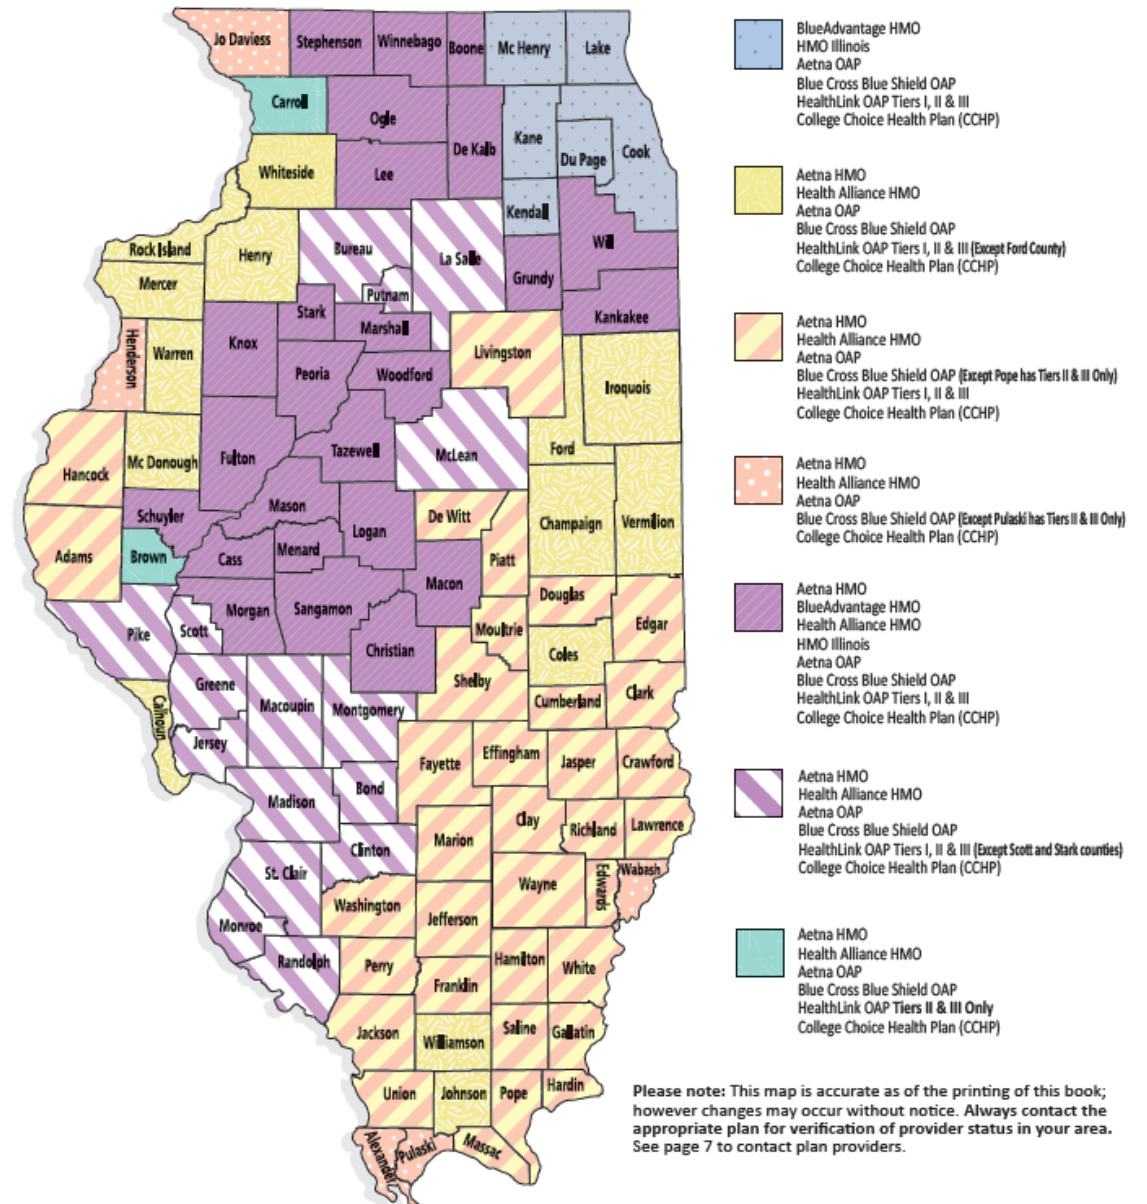 Jo Daviess
Stephenson
Winnebago
Boone
Mc Henry
Lake
Carroll
Ogle
De Kalb
Kane
Du Page
Cook
Whiteside
Lee
Kendall
Rock Island
Henry
Bureau
La Salle
Will
Grundy
Mercer
Putnam
Stark
Marshall
Kankakee
Henderson
Warren
Knox
Peoria
Woodford
Livingston
Iroquois
Hancock
Mc Donough
Fulton
Tazewell
McLean
Ford
Schuyler
Mason
Logan
De Witt
Champaign
Vermilion
Adams
Brown
Cass
Menard
Macon
Piatt
Pike
Scott
Morgan
Sangamon
Christian
Moultrie
Douglas
Edgar
Coles
Shelby
Cumberland
Clark
Calhoun
Greene
Macoupin
Montgomery
Jersey
Fayette
Effingham
Jasper
Crawford
Madison
Bond
Clinton
Marion
Clay
Richland
Lawrence
St. Clair
Washington
Jefferson
Wayne
Edwards
Wabash
Monroe
Randolph
Perry
Franklin
Hamilton
White
Jackson
Williamson
Saline
Gallatin
Union
Johnson
Pope
Hardin
Alexander
Pulaski
Massac
BlueAdvantage HMO
HMO Illinois
Aetna OAP
Blue Cross Blue Shield OAP
HealthLink OAP Tiers I, II & III
College Choice Health Plan (CCHP)
Aetna HMO
Health Alliance HMO
Aetna OAP
Blue Cross Blue Shield OAP
HealthLink OAP Tiers I, II & III (Except Ford County)
College Choice Health Plan (CCHP)
Aetna HMO
Health Alliance HMO
Aetna OAP
Blue Cross Blue Shield OAP (Except Pope has Tiers II & III Only)
HealthLink OAP Tiers I, II & III
College Choice Health Plan (CCHP)
Aetna HMO
Health Alliance HMO
Aetna OAP
Blue Cross Blue Shield OAP (Except Pulaski has Tiers II & III Only)
College Choice Health Plan (CCHP)
Aetna HMO
BlueAdvantage HMO
Health Alliance HMO
HMO Illinois
Aetna OAP
Blue Cross Blue Shield OAP
HealthLink OAP Tiers I, II & III
College Choice Health Plan (CCHP)
Aetna HMO
Health Alliance HMO
Aetna OAP
Blue Cross Blue Shield OAP
HealthLink OAP Tiers I, II & III (Except Scott and Stark counties)
College Choice Health Plan (CCHP)
Aetna HMO
Health Alliance HMO
Aetna OAP
Blue Cross Blue Shield OAP
HealthLink OAP Tiers II & III Only
College Choice Health Plan (CCHP)
Please note: This map is accurate as of the printing of this book;
however changes may occur without notice. Always contact the
appropriate plan for verification of provider status in your area.
See page 7 to contact plan providers.